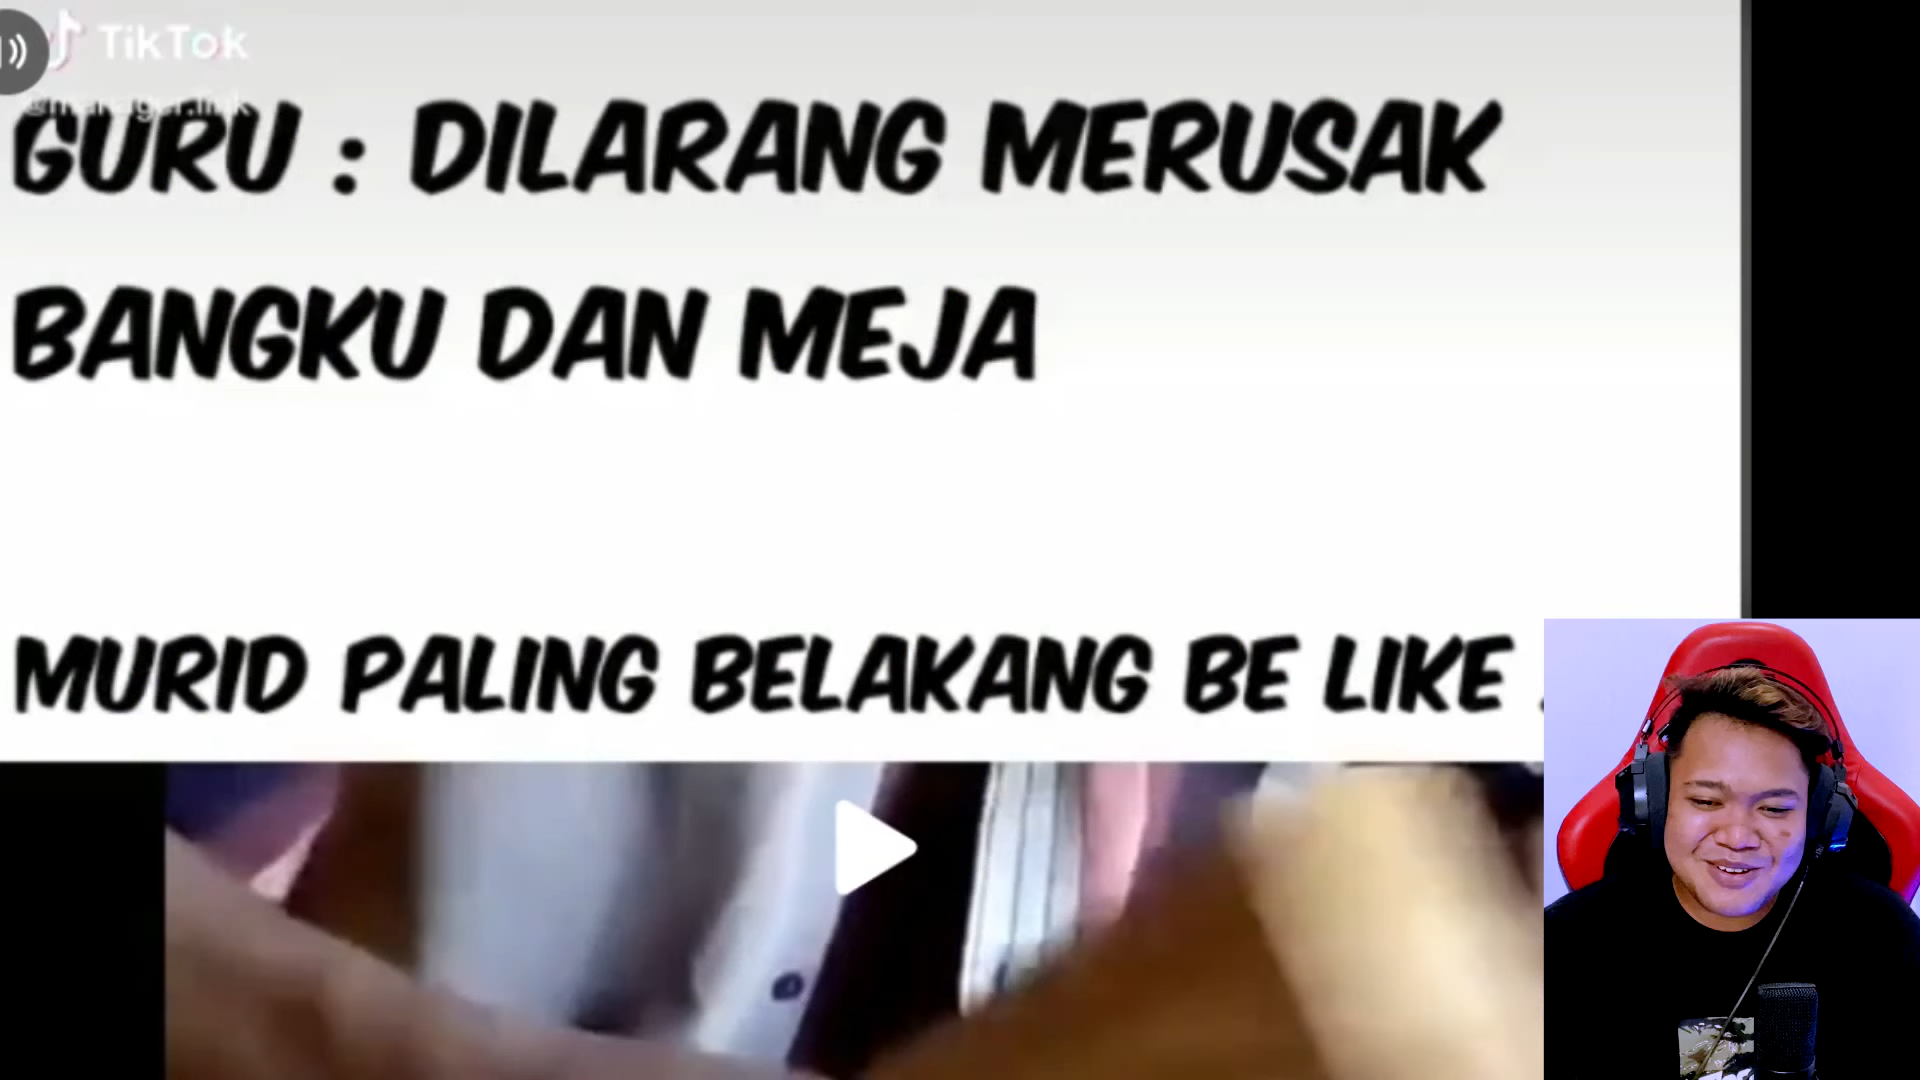 TikTok
GURU : DILARANG MERUSAK
BANGKU DAN MEJA
MURID PALING BELAKANG BE LIKE